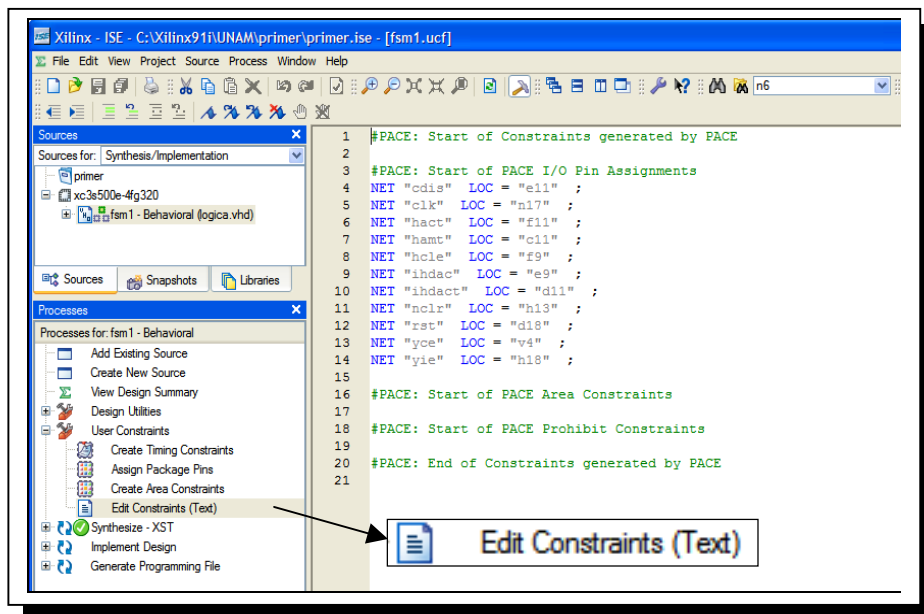 Xilinx - ISE - C:\Xilinx91i\UNAM\primer\primer.ise - [fsm1.ucf]
File Edit View Project Source Process Window Help
n6
Sources
Sources for: Synthesis/Implementation
primer
xc3s500e-4fg320
fsm1 - Behavioral (logica.vhd)
Sources Snapshots Libraries
Processes
Processes for: fsm1 - Behavioral
Add Existing Source
Create New Source
View Design Summary
Design Utilities
User Constraints
Create Timing Constraints
Assign Package Pins
Create Area Constraints
Edit Constraints (Text)
Synthesize - XST
Implement Design
Generate Programming File
1 #PACE: Start of Constraints generated by PACE
2
3 #PACE: Start of PACE I/O Pin Assignments
4 NET "cdis" LOC = "e11" ;
5 NET "clk" LOC = "n17" ;
6 NET "hact" LOC = "f11" ;
7 NET "hamt" LOC = "c11" ;
8 NET "hcle" LOC = "f9" ;
9 NET "ihdac" LOC = "e9" ;
10 NET "ihdact" LOC = "d11" ;
11 NET "nclr" LOC = "h13" ;
12 NET "rst" LOC = "d18" ;
13 NET "yce" LOC = "v4" ;
14 NET "yie" LOC = "h18" ;
15
16 #PACE: Start of PACE Area Constraints
17
18 #PACE: Start of PACE Prohibit Constraints
19
20 #PACE: End of Constraints generated by PACE
21
Edit Constraints (Text)